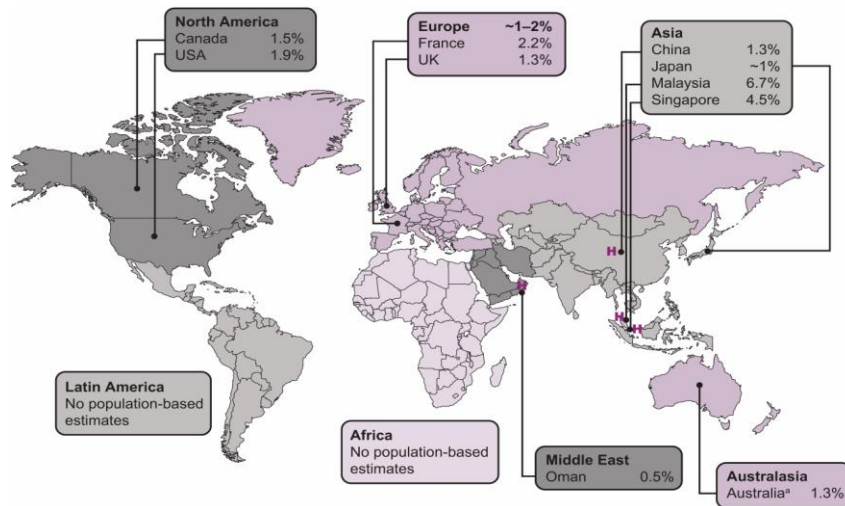 North America
Canada 1.5%
USA 1.9%
Europe ~1–2%
France 2.2%
UK 1.3%
Asia
China 1.3%
Japan ~1%
Malaysia 6.7%
Singapore 4.5%
H
H
H
H
Latin America
No population-based
estimates
Africa
No population-based
estimates
Middle East
Oman 0.5%
Australasia
Australiaᵃ 1.3%